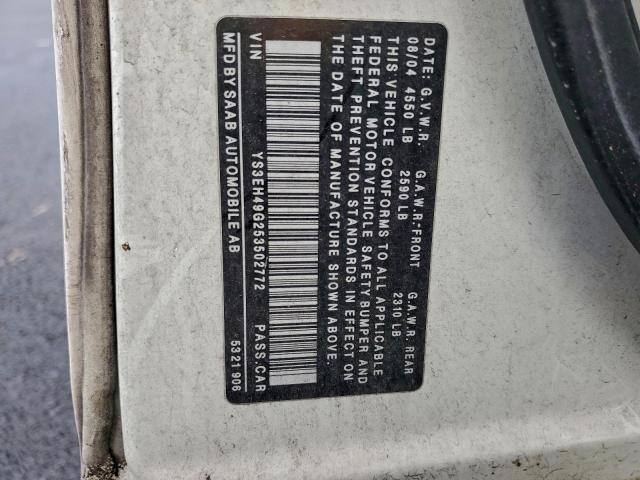 DATE: G.V.W.R. G.A.W.R.-FRONT G.A.W.R. REAR
08/04 4550 LB 2590 LB 2310 LB
THIS VEHICLE CONFORMS TO ALL APPLICABLE
FEDERAL MOTOR VEHICLE SAFETY BUMPER AND
THEFT PREVENTION STANDARDS IN EFFECT ON
THE DATE OF MANUFACTURE SHOWN ABOVE.
VIN YS3EH49G253502772 PASS.CAR
MFD BY SAAB AUTOMOBILE AB 5321 906